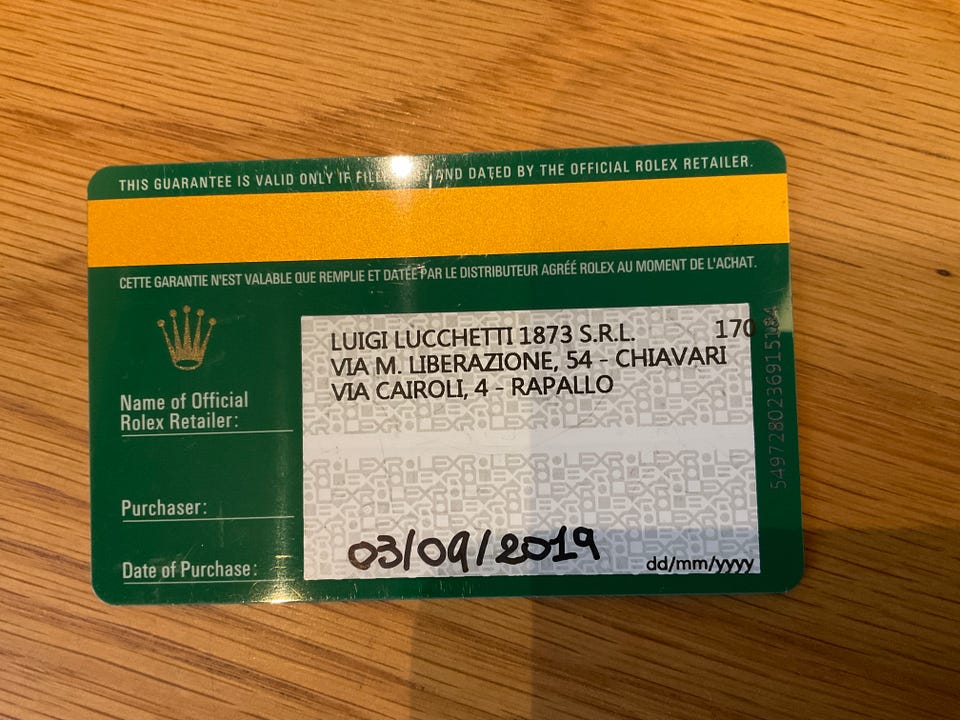 THIS GUARANTEE IS VALID ONLY IF FILLED OUT AND DATED BY THE OFFICIAL ROLEX RETAILER.
CETTE GARANTIE N'EST VALABLE QUE REMPLIE ET DATÉE PAR LE DISTRIBUTEUR AGRÉÉ ROLEX AU MOMENT DE L'ACHAT.
LUIGI LUCCHETTI 1873 S.R.L. 170
VIA M. LIBERAZIONE, 54 - CHIAVARI
VIA CAIROLI, 4 - RAPALLO
Name of Official
Rolex Retailer:
Purchaser:
Date of Purchase:
03/09/2019
dd/mm/yyyy